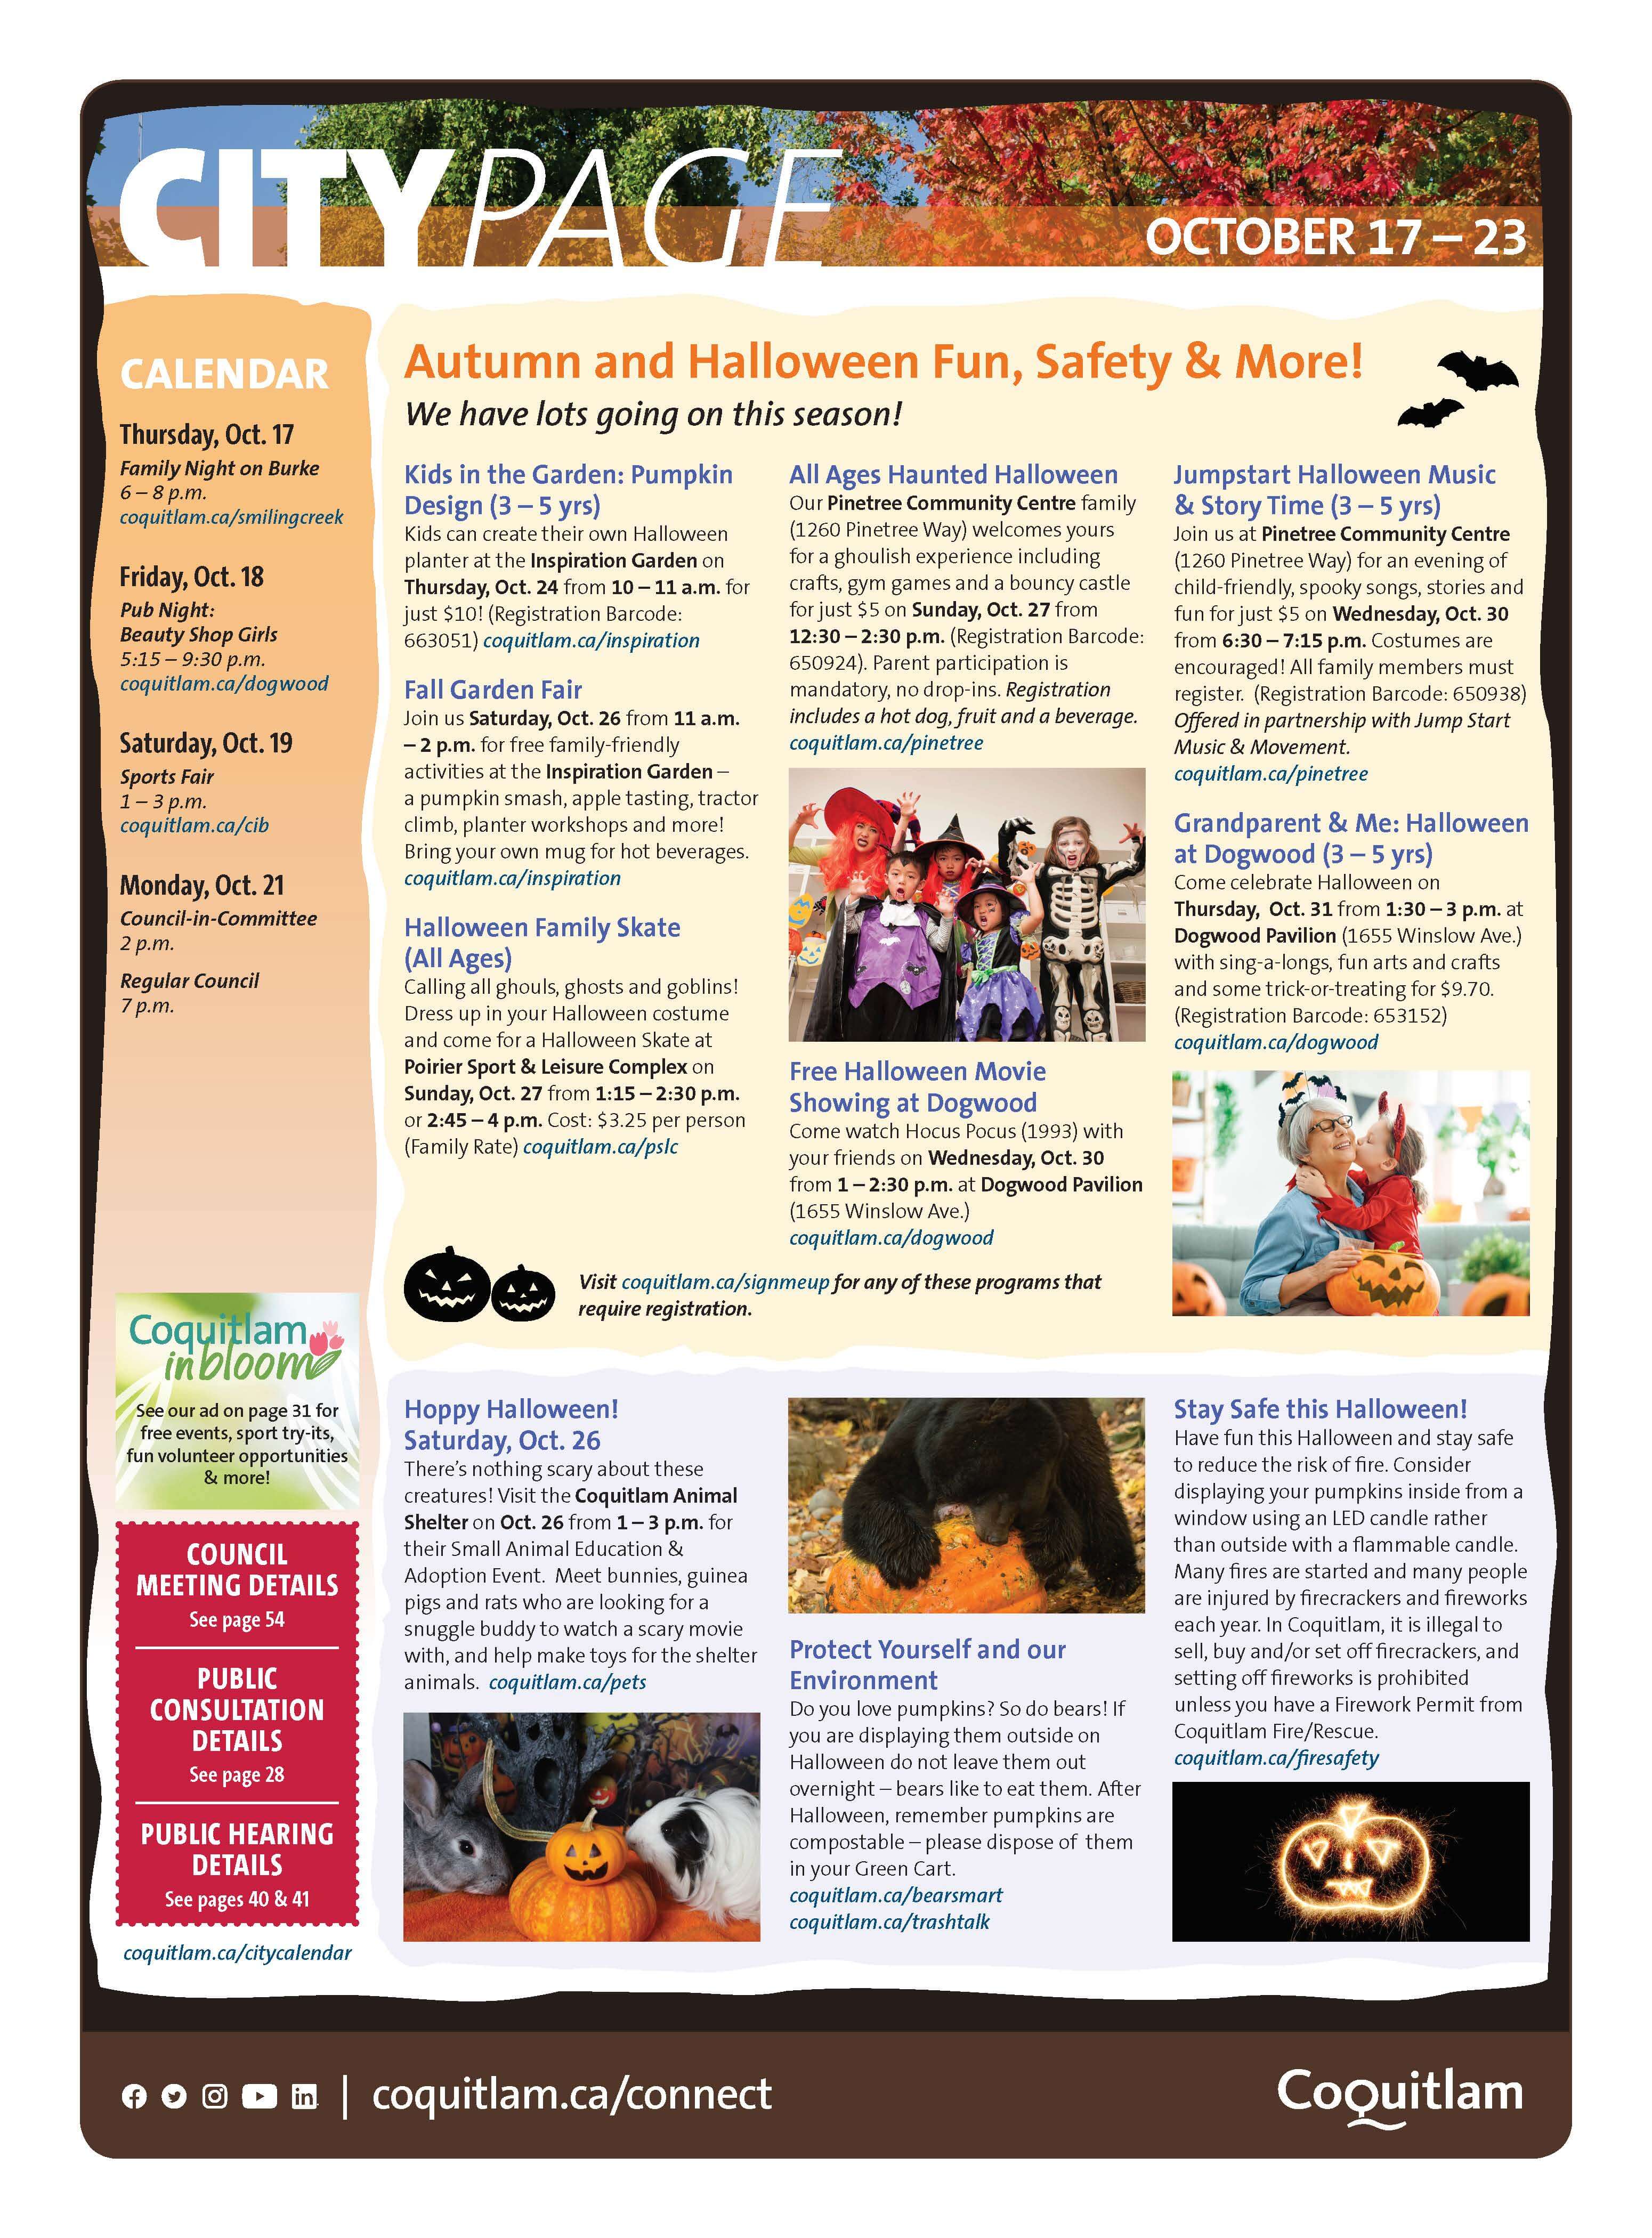 CITYPAGE
OCTOBER 17 – 23
CALENDAR
Thursday, Oct. 17
Family Night on Burke
6 – 8 p.m.
coquitlam.ca/smilingcreek
Friday, Oct. 18
Pub Night:
Beauty Shop Girls
5:15 – 9:30 p.m.
coquitlam.ca/dogwood
Saturday, Oct. 19
Sports Fair
1 – 3 p.m.
coquitlam.ca/cib
Monday, Oct. 21
Council-in-Committee
2 p.m.
Regular Council
7 p.m.
Coquitlam
in bloom
See our ad on page 31 for
free events, sport try-its,
fun volunteer opportunities
& more!
COUNCIL
MEETING DETAILS
See page 54
PUBLIC
CONSULTATION
DETAILS
See page 28
PUBLIC HEARING
DETAILS
See pages 40 & 41
coquitlam.ca/citycalendar
Autumn and Halloween Fun, Safety & More!
We have lots going on this season!
Kids in the Garden: Pumpkin
Design (3 – 5 yrs)
Kids can create their own Halloween
planter at the Inspiration Garden on
Thursday, Oct. 24 from 10 – 11 a.m. for
just $10! (Registration Barcode:
663051) coquitlam.ca/inspiration
Fall Garden Fair
Join us Saturday, Oct. 26 from 11 a.m.
– 2 p.m. for free family-friendly
activities at the Inspiration Garden –
a pumpkin smash, apple tasting, tractor
climb, planter workshops and more!
Bring your own mug for hot beverages.
coquitlam.ca/inspiration
Halloween Family Skate
(All Ages)
Calling all ghouls, ghosts and goblins!
Dress up in your Halloween costume
and come for a Halloween Skate at
Poirier Sport & Leisure Complex on
Sunday, Oct. 27 from 1:15 – 2:30 p.m.
or 2:45 – 4 p.m. Cost: $3.25 per person
(Family Rate) coquitlam.ca/pslc
All Ages Haunted Halloween
Our Pinetree Community Centre family
(1260 Pinetree Way) welcomes yours
for a ghoulish experience including
crafts, gym games and a bouncy castle
for just $5 on Sunday, Oct. 27 from
12:30 – 2:30 p.m. (Registration Barcode:
650924). Parent participation is
mandatory, no drop-ins. Registration
includes a hot dog, fruit and a beverage.
coquitlam.ca/pinetree
Free Halloween Movie
Showing at Dogwood
Come watch Hocus Pocus (1993) with
your friends on Wednesday, Oct. 30
from 1 – 2:30 p.m. at Dogwood Pavilion
(1655 Winslow Ave.)
coquitlam.ca/dogwood
Jumpstart Halloween Music
& Story Time (3 – 5 yrs)
Join us at Pinetree Community Centre
(1260 Pinetree Way) for an evening of
child-friendly, spooky songs, stories and
fun for just $5 on Wednesday, Oct. 30
from 6:30 – 7:15 p.m. Costumes are
encouraged! All family members must
register. (Registration Barcode: 650938)
Offered in partnership with Jump Start
Music & Movement.
coquitlam.ca/pinetree
Grandparent & Me: Halloween
at Dogwood (3 – 5 yrs)
Come celebrate Halloween on
Thursday, Oct. 31 from 1:30 – 3 p.m. at
Dogwood Pavilion (1655 Winslow Ave.)
with sing-a-longs, fun arts and crafts
and some trick-or-treating for $9.70.
(Registration Barcode: 653152)
coquitlam.ca/dogwood
Visit coquitlam.ca/signmeup for any of these programs that
require registration.
Hoppy Halloween!
Saturday, Oct. 26
There's nothing scary about these
creatures! Visit the Coquitlam Animal
Shelter on Oct. 26 from 1 – 3 p.m. for
their Small Animal Education &
Adoption Event. Meet bunnies, guinea
pigs and rats who are looking for a
snuggle buddy to watch a scary movie
with, and help make toys for the shelter
animals. coquitlam.ca/pets
Protect Yourself and our
Environment
Do you love pumpkins? So do bears! If
you are displaying them outside on
Halloween do not leave them out
overnight – bears like to eat them. After
Halloween, remember pumpkins are
compostable – please dispose of them
in your Green Cart.
coquitlam.ca/bearsmart
coquitlam.ca/trashtalk
Stay Safe this Halloween!
Have fun this Halloween and stay safe
to reduce the risk of fire. Consider
displaying your pumpkins inside from a
window using an LED candle rather
than outside with a flammable candle.
Many fires are started and many people
are injured by firecrackers and fireworks
each year. In Coquitlam, it is illegal to
sell, buy and/or set off firecrackers, and
setting off fireworks is prohibited
unless you have a Firework Permit from
Coquitlam Fire/Rescue.
coquitlam.ca/firesafety
coquitlam.ca/connect
Coquitlam